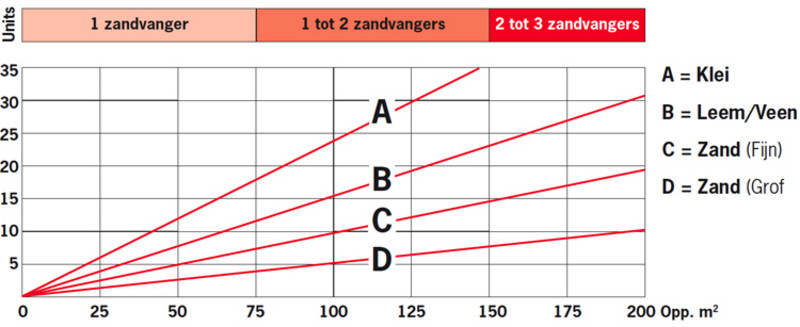 Units
1 zandvanger 1 tot 2 zandvangers 2 tot 3 zandvangers
35
30
25
20
15
10
5
A
B
C
D
A = Klei
B = Leem/Veen
C = Zand (Fijn)
D = Zand (Grof
0 25 50 75 100 125 150 175 200 Opp. m²